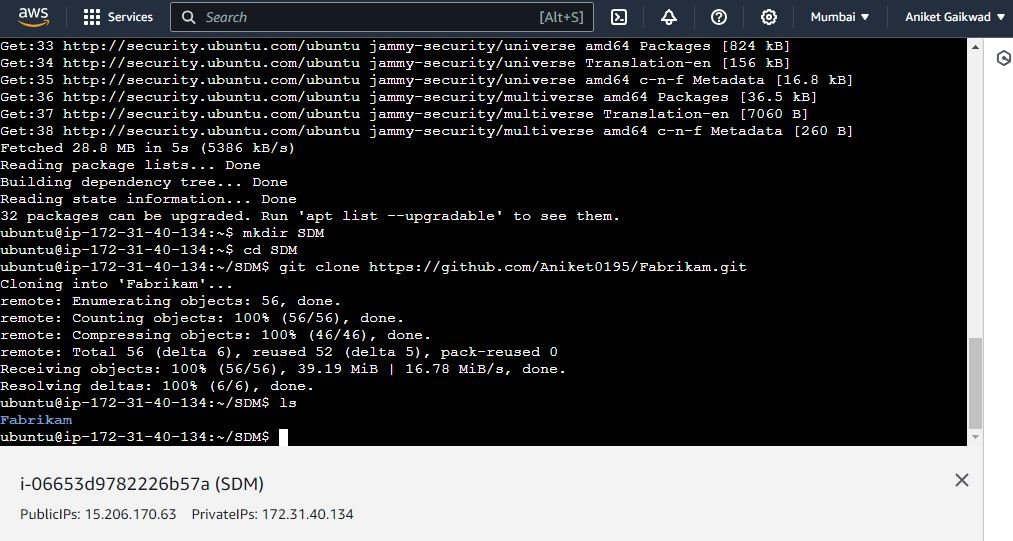 aws Services Search [Alt+S] Mumbai Aniket Gaikwad
Get:33 http://security.ubuntu.com/ubuntu jammy-security/universe amd64 Packages [824 kB]
Get:34 http://security.ubuntu.com/ubuntu jammy-security/universe Translation-en [156 kB]
Get:35 http://security.ubuntu.com/ubuntu jammy-security/universe amd64 c-n-f Metadata [16.8 kB]
Get:36 http://security.ubuntu.com/ubuntu jammy-security/multiverse amd64 Packages [36.5 kB]
Get:37 http://security.ubuntu.com/ubuntu jammy-security/multiverse Translation-en [7060 B]
Get:38 http://security.ubuntu.com/ubuntu jammy-security/multiverse amd64 c-n-f Metadata [260 B]
Fetched 28.8 MB in 5s (5386 kB/s)
Reading package lists... Done
Building dependency tree... Done
Reading state information... Done
32 packages can be upgraded. Run 'apt list --upgradable' to see them.
ubuntu@ip-172-31-40-134:~$ mkdir SDM
ubuntu@ip-172-31-40-134:~$ cd SDM
ubuntu@ip-172-31-40-134:~/SDM$ git clone https://github.com/Aniket0195/Fabrikam.git
Cloning into 'Fabrikam'...
remote: Enumerating objects: 56, done.
remote: Counting objects: 100% (56/56), done.
remote: Compressing objects: 100% (46/46), done.
remote: Total 56 (delta 6), reused 52 (delta 5), pack-reused 0
Receiving objects: 100% (56/56), 39.19 MiB | 16.78 MiB/s, done.
Resolving deltas: 100% (6/6), done.
ubuntu@ip-172-31-40-134:~/SDM$ ls
Fabrikam
ubuntu@ip-172-31-40-134:~/SDM$
i-06653d9782226b57a (SDM)
PublicIPs: 15.206.170.63 PrivateIPs: 172.31.40.134